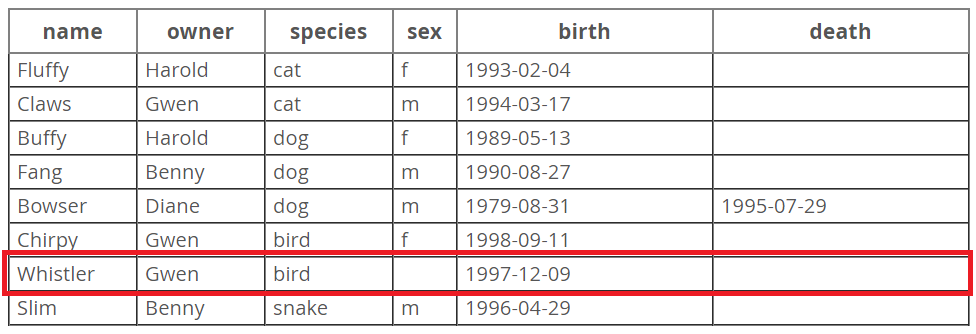 name owner species sex birth death
Fluffy Harold cat f 1993-02-04
Claws Gwen cat m 1994-03-17
Buffy Harold dog f 1989-05-13
Fang Benny dog m 1990-08-27
Bowser Diane dog m 1979-08-31 1995-07-29
Chirpy Gwen bird f 1998-09-11
Whistler Gwen bird 1997-12-09
Slim Benny snake m 1996-04-29